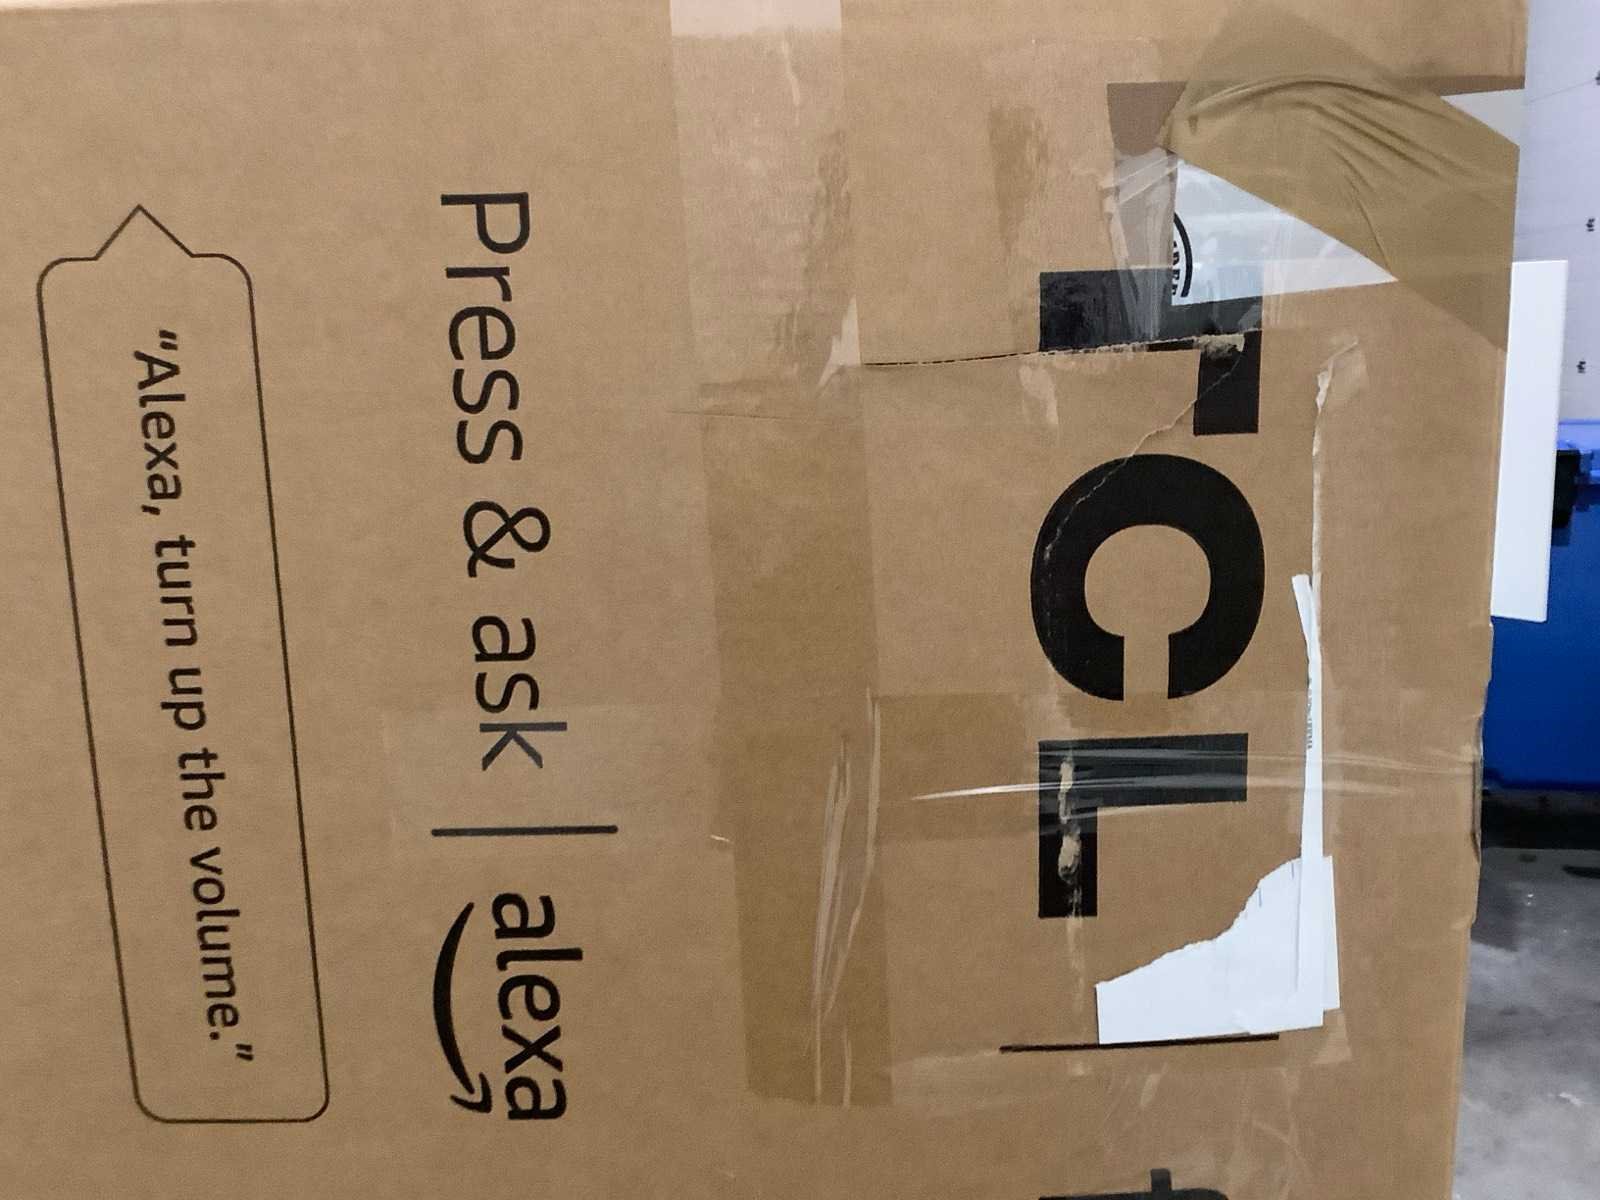 TCL
Press & ask | alexa
"Alexa, turn up the volume."